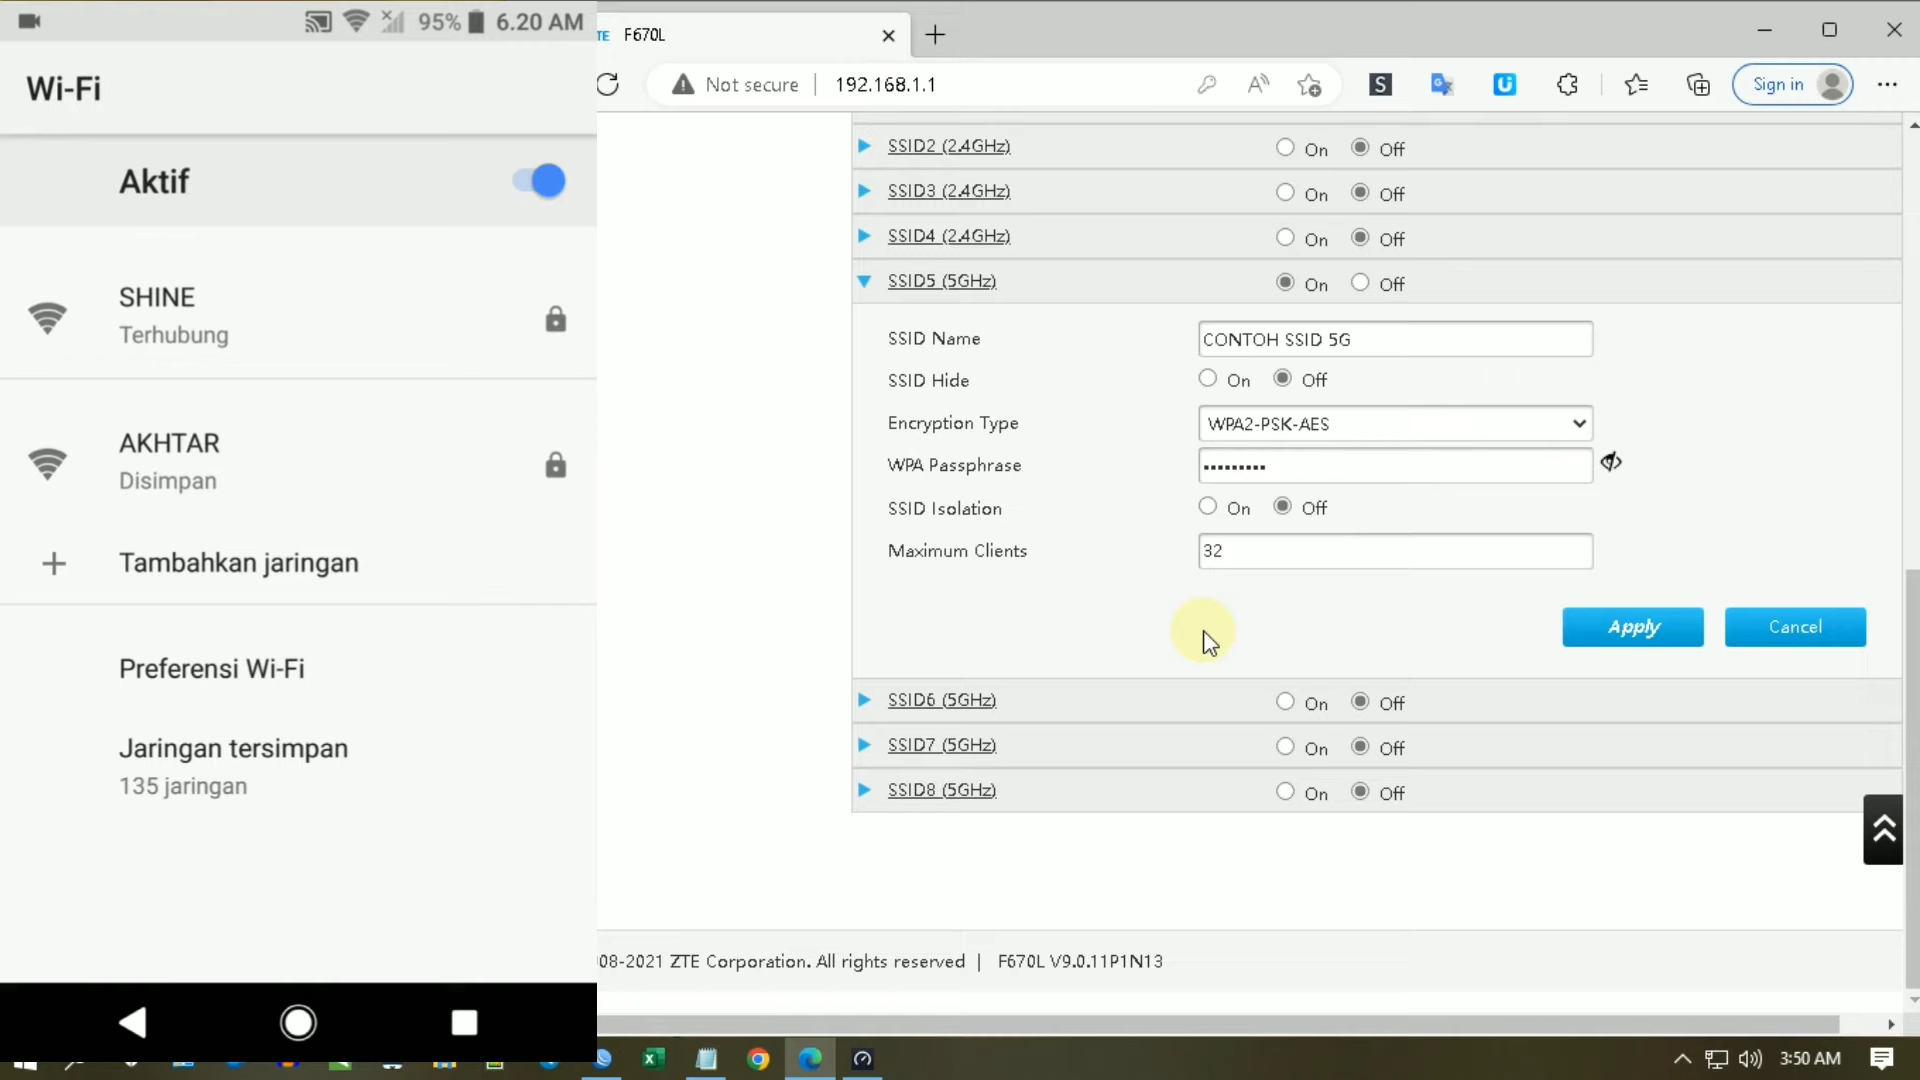 95% 6.20 AM
Wi-Fi
Aktif
SHINE
Terhubung
AKHTAR
Disimpan
Tambahkan jaringan
Preferensi Wi-Fi
Jaringan tersimpan
135 jaringan
F670L
Not secure | 192.168.1.1
Sign in
SSID2 (2.4GHz) On Off
SSID3 (2.4GHz) On Off
SSID4 (2.4GHz) On Off
SSID5 (5GHz) On Off
SSID Name CONTOH SSID 5G
SSID Hide On Off
Encryption Type WPA2-PSK-AES
WPA Passphrase •••••••••
SSID Isolation On Off
Maximum Clients 32
Apply Cancel
SSID6 (5GHz) On Off
SSID7 (5GHz) On Off
SSID8 (5GHz) On Off
08-2021 ZTE Corporation. All rights reserved | F670L V9.0.11P1N13
3:50 AM